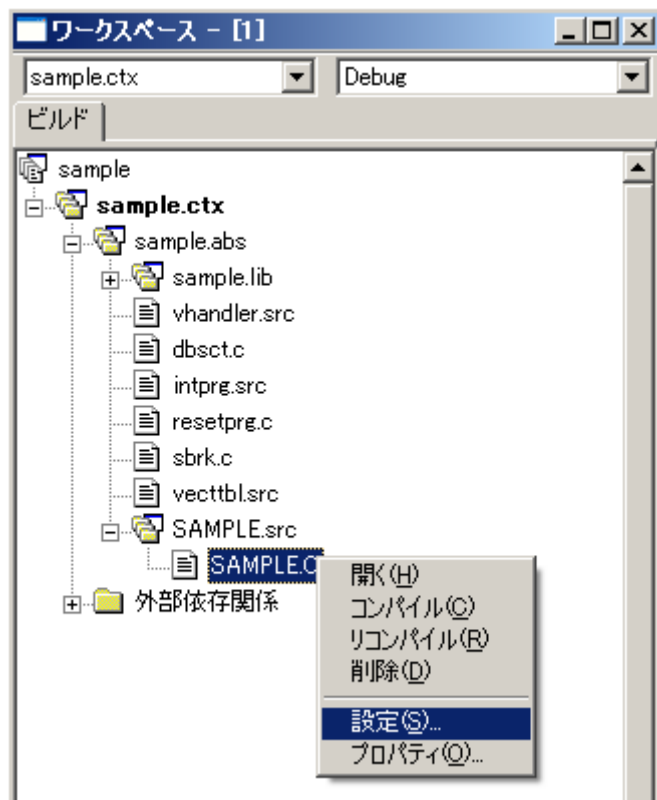 ワークスペース - [1]
sample.ctx
Debug
ビルド
sample
sample.ctx
sample.abs
sample.lib
vhandler.src
dbsct.c
intprg.src
resetprg.c
sbrk.c
vecttbl.src
SAMPLE.src
SAMPLE.C
外部依存関係
開く(H)
コンパイル(C)
リコンパイル(R)
削除(D)
設定(S)...
プロパティ(O)...